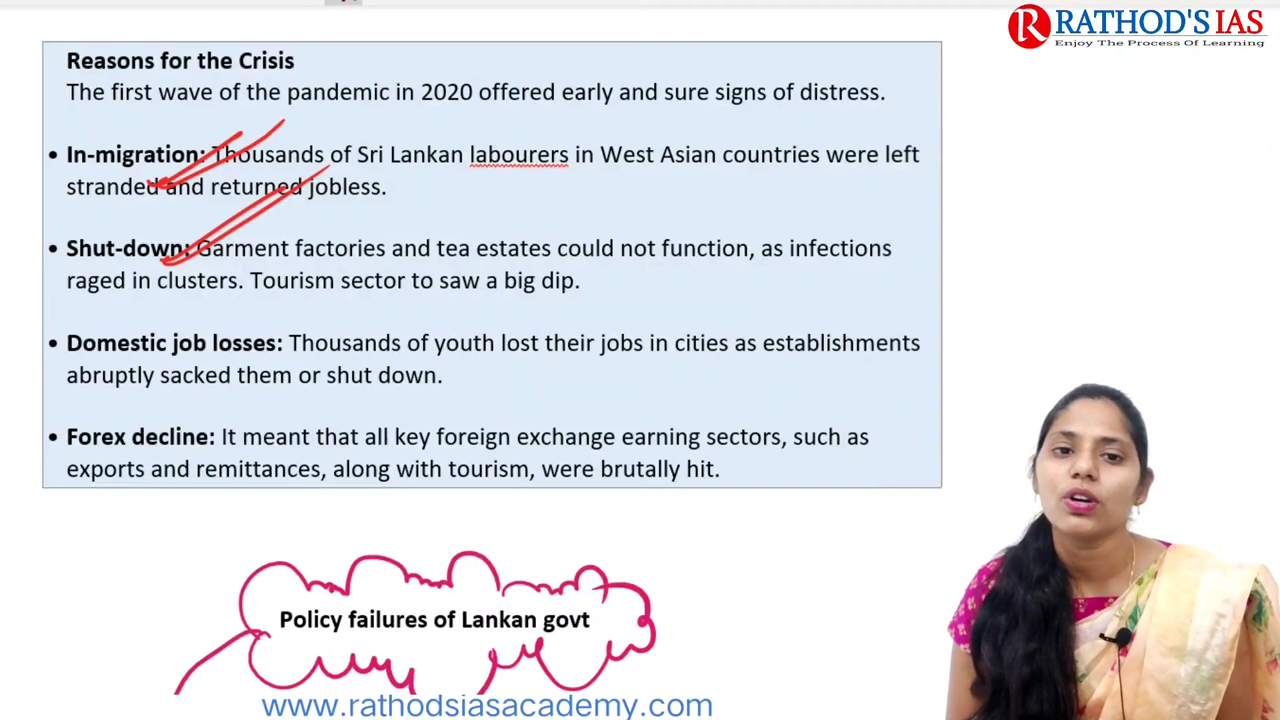 RATHOD'S IAS
Enjoy The Process Of Learning
Reasons for the Crisis
The first wave of the pandemic in 2020 offered early and sure signs of distress.
• In-migration: Thousands of Sri Lankan labourers in West Asian countries were left
stranded and returned jobless.
• Shut-down: Garment factories and tea estates could not function, as infections
raged in clusters. Tourism sector to saw a big dip.
• Domestic job losses: Thousands of youth lost their jobs in cities as establishments
abruptly sacked them or shut down.
• Forex decline: It meant that all key foreign exchange earning sectors, such as
exports and remittances, along with tourism, were brutally hit.
Policy failures of Lankan govt
www.rathodsiasacademy.com